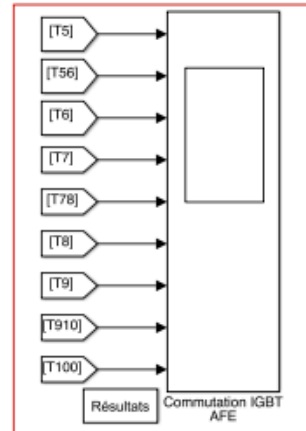 [T5]
[T56]
[T6]
[T7]
[T78]
[T8]
[T9]
[T910]
[T100]
Résultats
Commutation IGBT
AFE